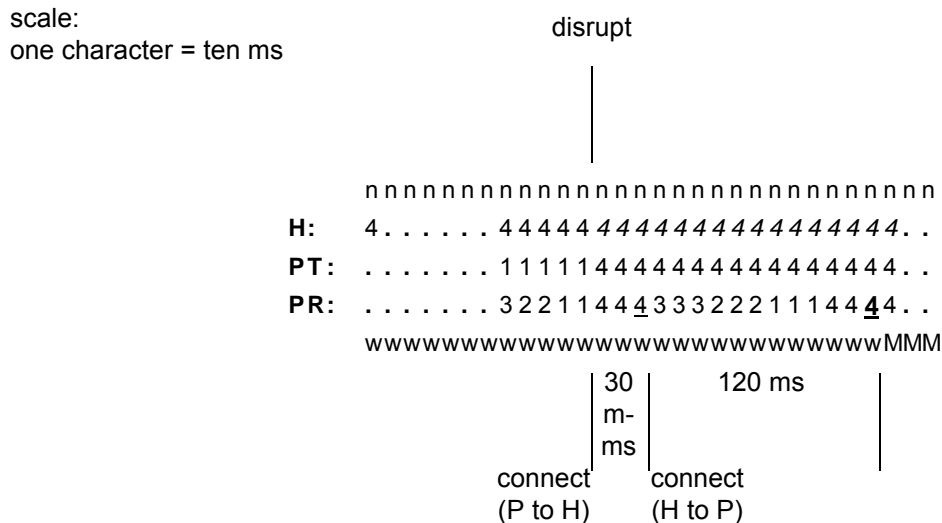 scale:
one character = ten ms
disrupt
n n n n n n n n n n n n n n n n n n n n n n n n n n n n n n
H: 4 . . . . . . 4 4 4 4 4 4 4 4 4 4 4 4 4 4 4 4 4 4 4 4 4 . .
PT: . . . . . . . 1 1 1 1 1 4 4 4 4 4 4 4 4 4 4 4 4 4 4 4 4 . .
PR: . . . . . . . 3 2 2 1 1 4 4 4 3 3 3 2 2 2 1 1 1 4 4 4 4 . .
wwwwwwwwwwwwwwwwwwwwwwwwwwwMMM
30
m-
ms
120 ms
connect
(P to H)
connect
(H to P)